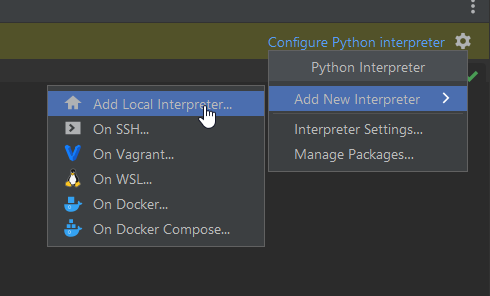 Configure Python interpreter
Python Interpreter
Add New Interpreter
Interpreter Settings...
Manage Packages...
Add Local Interpreter...
On SSH...
On Vagrant...
On WSL...
On Docker...
On Docker Compose...